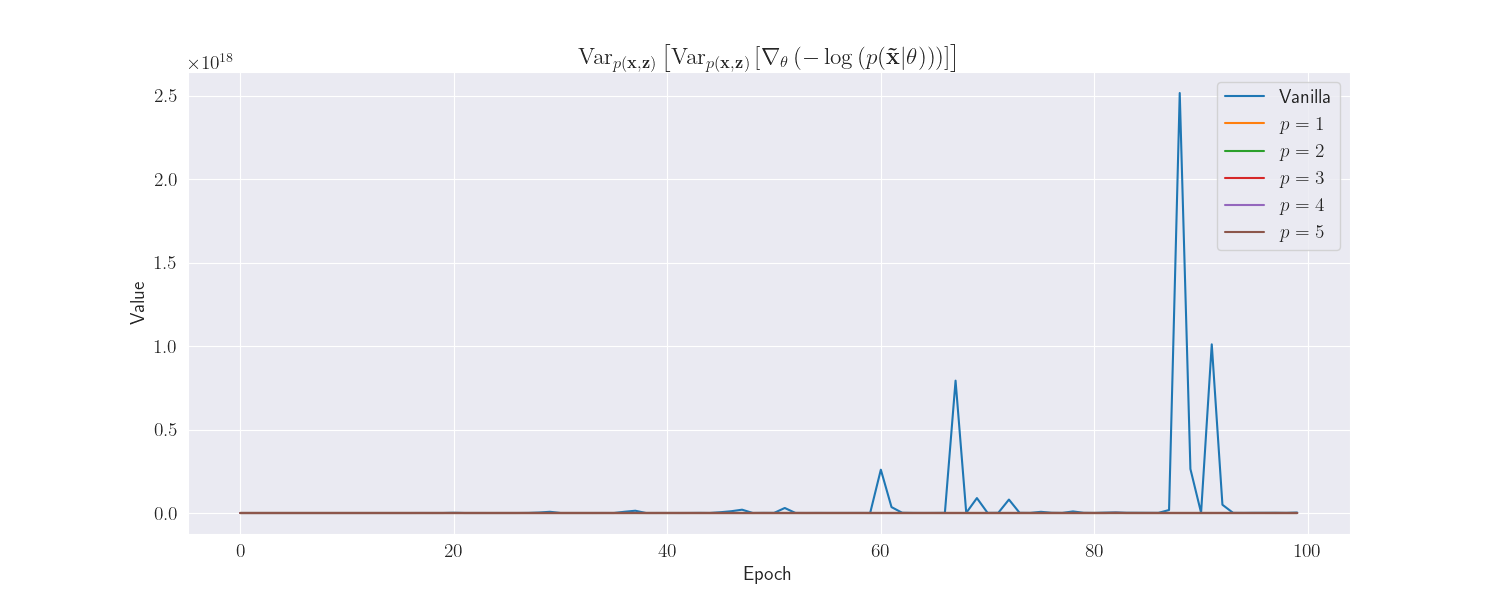 Var_{p(𝐱,𝐳)} [Var_{p(𝐱,𝐳)} [∇_θ (− log (p(𝐱̃|θ)))]]
×10^{18}
2.5
2.0
1.5
1.0
0.5
0.0
Value
0 20 40 60 80 100
Epoch
Vanilla
p = 1
p = 2
p = 3
p = 4
p = 5